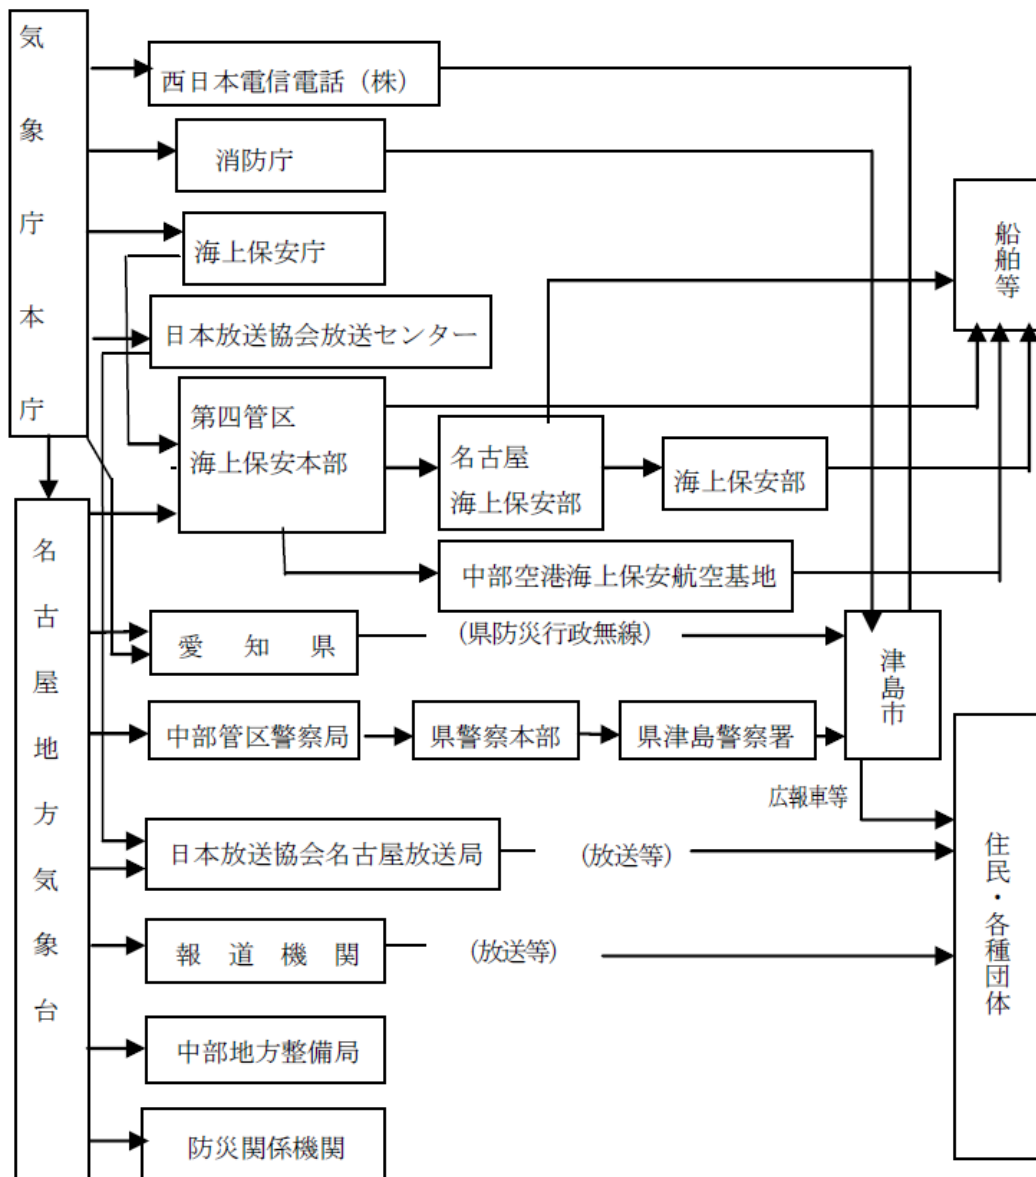 気象庁本庁
西日本電信電話（株）
消防庁
海上保安庁
日本放送協会放送センター
第四管区
海上保安本部
名古屋
海上保安部
海上保安部
船舶等
中部空港海上保安航空基地
名古屋地方気象台
愛　知　県
（県防災行政無線）
津島市
中部管区警察局
県警察本部
県津島警察署
広報車等
日本放送協会名古屋放送局
（放送等）
住民・各種団体
報　道　機　関
（放送等）
中部地方整備局
防災関係機関